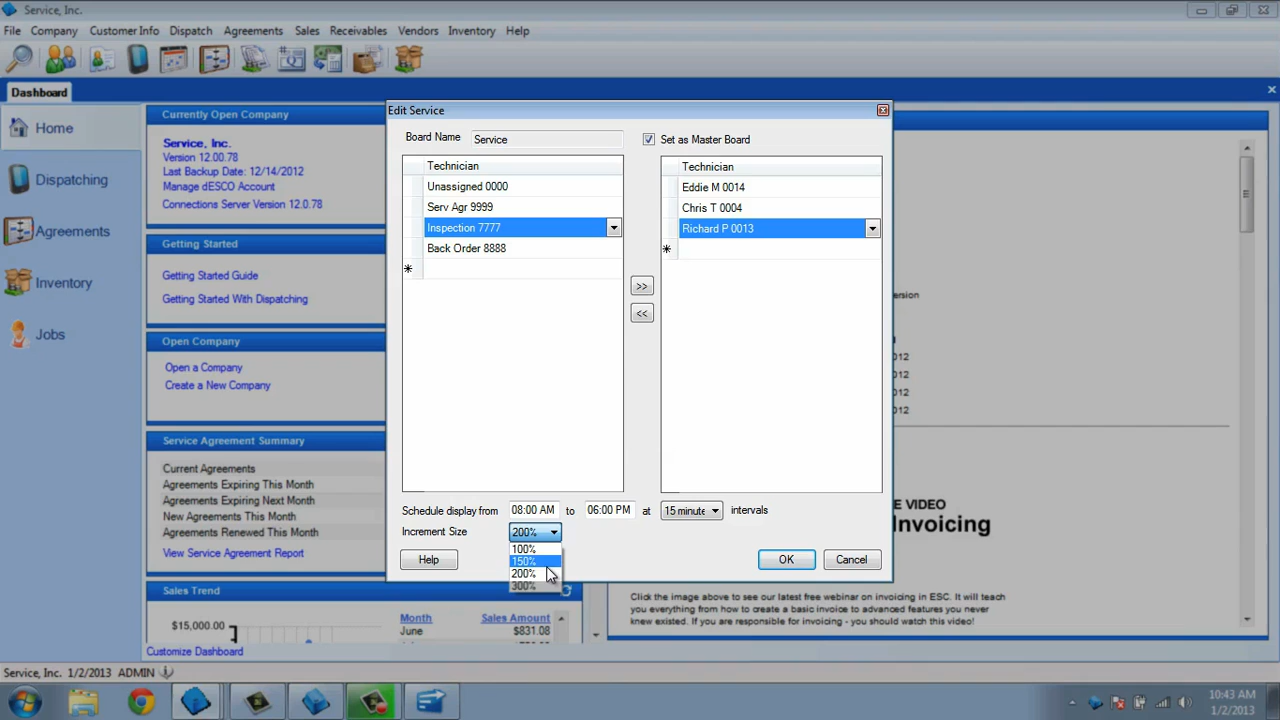 Service, Inc.
File Company Customer Info Dispatch Agreements Sales Receivables Vendors Inventory Help
Dashboard
Home
Dispatching
Agreements
Inventory
Jobs
Currently Open Company
Service, Inc.
Version 12.00.78
Last Backup Date: 12/14/2012
Manage dESCO Account
Connections Server Version 12.0.78
Getting Started
Getting Started Guide
Getting Started With Dispatching
Open Company
Open a Company
Create a New Company
Service Agreement Summary
Current Agreements
Agreements Expiring This Month
Agreements Expiring Next Month
New Agreements This Month
Agreements Renewed This Month
View Service Agreement Report
Sales Trend
$15,000.00
Month Sales Amount
June $831.08
Customize Dashboard
Edit Service
Board Name Service
Set as Master Board
Technician
Unassigned 0000
Serv Agr 9999
Inspection 7777
Back Order 8888
*
>>
<<
Technician
Eddie M 0014
Chris T 0004
Richard P 0013
*
Schedule display from 08:00 AM to 06:00 PM at 15 minute intervals
Increment Size 200%
100%
150%
200%
300%
Help
OK
Cancel
ersion
012
012
012
012
E VIDEO
Invoicing
Click the image above to see our latest free webinar on invoicing in ESC. It will teach
you everything from how to create a basic invoice to advanced features you never
knew existed. If you are responsible for invoicing - you should watch this video!
Service, Inc. 1/2/2013 ADMIN
10:43 AM
1/2/2013